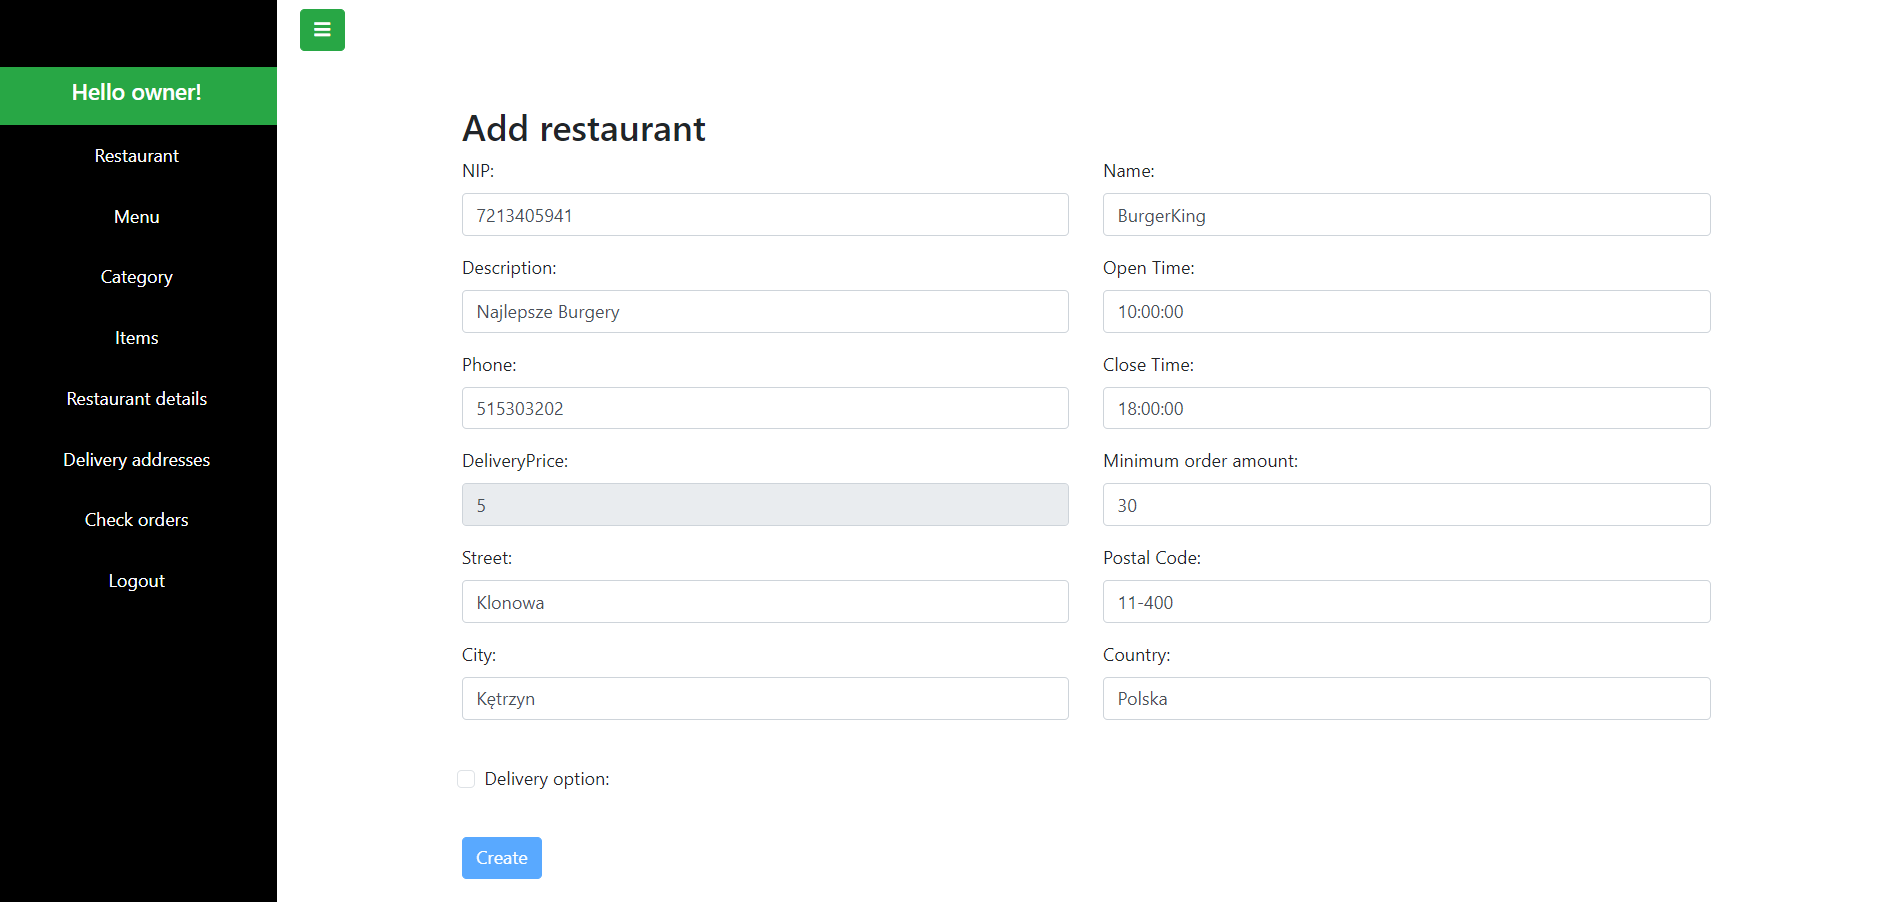 Hello owner!
Restaurant
Menu
Category
Items
Restaurant details
Delivery addresses
Check orders
Logout
Add restaurant
NIP:
7213405941
Name:
BurgerKing
Description:
Najlepsze Burgery
Open Time:
10:00:00
Phone:
515303202
Close Time:
18:00:00
DeliveryPrice:
5
Minimum order amount:
30
Street:
Klonowa
Postal Code:
11-400
City:
Kętrzyn
Country:
Polska
Delivery option:
Create